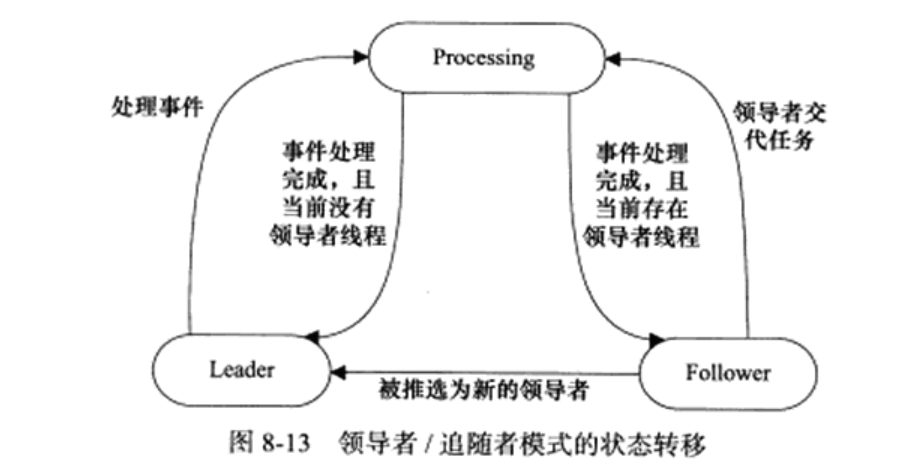 Processing
处理事件
领导者交
代任务
事件处理
完成，且
当前没有
领导者线程
事件处理
完成，且
当前存在
领导者线程
Leader
Follower
被推选为新的领导者
图 8-13 领导者 / 追随者模式的状态转移